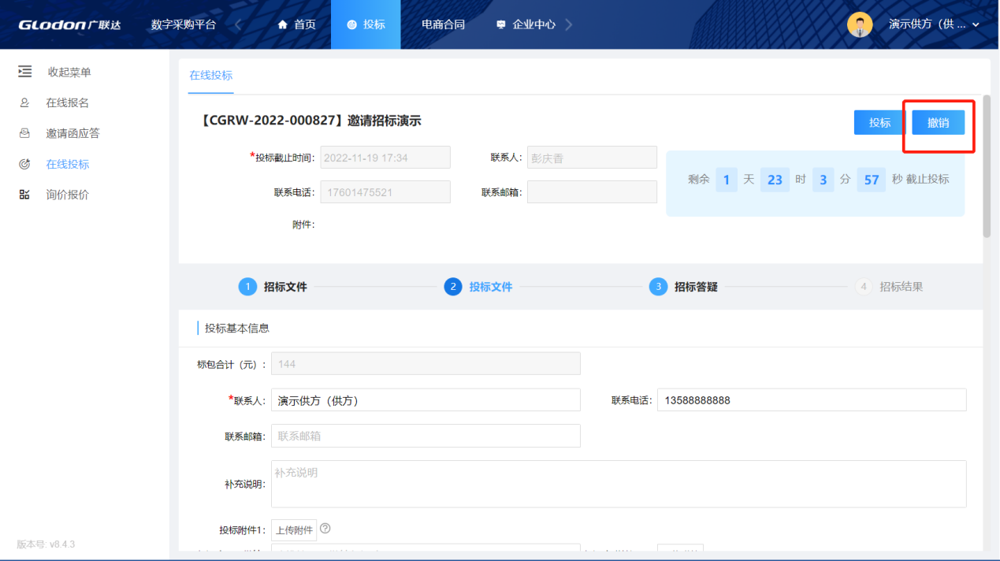 Glodon广联达 数字采购平台 首页 投标 电商合同 企业中心 演示供方（供 ...
收起菜单
在线报名
邀请函应答
在线投标
询价报价
版本号: v8.4.3
在线投标
【CGRW-2022-000827】邀请招标演示 投标 撤销
*投标截止时间: 2022-11-19 17:34 联系人: 彭庆香
剩余 1 天 23 时 3 分 57 秒 截止投标
联系电话: 17601475521 联系邮箱:
附件:
1 招标文件 2 投标文件 3 招标答疑 4 招标结果
投标基本信息
标包合计（元）: 144
*联系人: 演示供方（供方） 联系电话: 13588888888
联系邮箱: 联系邮箱
补充说明: 补充说明
投标附件1: 上传附件